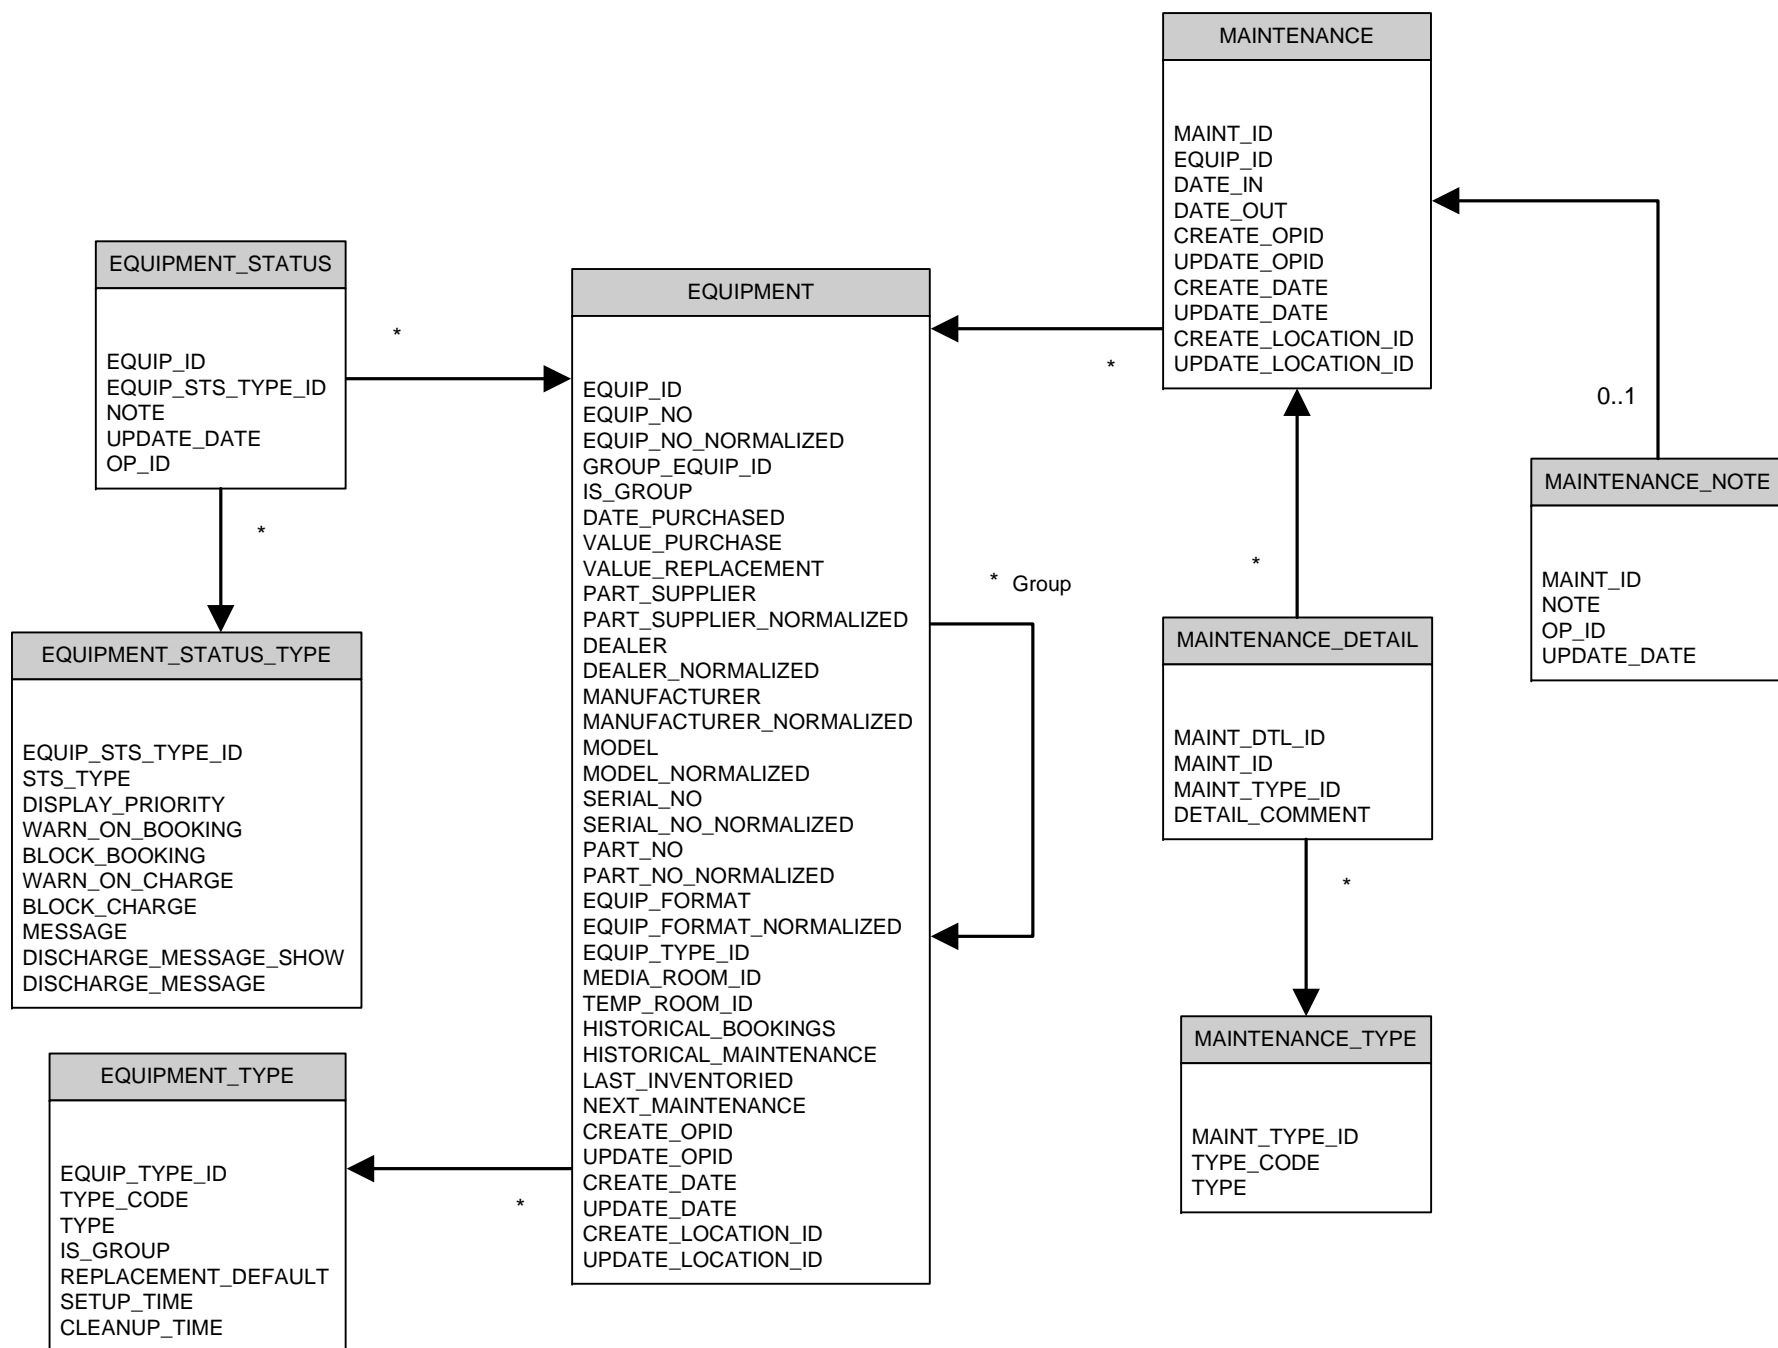 MAINTENANCE
MAINT_ID
EQUIP_ID
DATE_IN
DATE_OUT
CREATE_OPID
UPDATE_OPID
CREATE_DATE
UPDATE_DATE
CREATE_LOCATION_ID
UPDATE_LOCATION_ID
EQUIPMENT_STATUS
EQUIP_ID
EQUIP_STS_TYPE_ID
NOTE
UPDATE_DATE
OP_ID
*
*
EQUIPMENT
EQUIP_ID
EQUIP_NO
EQUIP_NO_NORMALIZED
GROUP_EQUIP_ID
IS_GROUP
DATE_PURCHASED
VALUE_PURCHASE
VALUE_REPLACEMENT
PART_SUPPLIER
PART_SUPPLIER_NORMALIZED
DEALER
DEALER_NORMALIZED
MANUFACTURER
MANUFACTURER_NORMALIZED
MODEL
MODEL_NORMALIZED
SERIAL_NO
SERIAL_NO_NORMALIZED
PART_NO
PART_NO_NORMALIZED
EQUIP_FORMAT
EQUIP_FORMAT_NORMALIZED
EQUIP_TYPE_ID
MEDIA_ROOM_ID
TEMP_ROOM_ID
HISTORICAL_BOOKINGS
HISTORICAL_MAINTENANCE
LAST_INVENTORIED
NEXT_MAINTENANCE
CREATE_OPID
UPDATE_OPID
CREATE_DATE
UPDATE_DATE
CREATE_LOCATION_ID
UPDATE_LOCATION_ID
*
* Group
0..1
MAINTENANCE_NOTE
MAINT_ID
NOTE
OP_ID
UPDATE_DATE
*
MAINTENANCE_DETAIL
MAINT_DTL_ID
MAINT_ID
MAINT_TYPE_ID
DETAIL_COMMENT
*
MAINTENANCE_TYPE
MAINT_TYPE_ID
TYPE_CODE
TYPE
EQUIPMENT_STATUS_TYPE
EQUIP_STS_TYPE_ID
STS_TYPE
DISPLAY_PRIORITY
WARN_ON_BOOKING
BLOCK_BOOKING
WARN_ON_CHARGE
BLOCK_CHARGE
MESSAGE
DISCHARGE_MESSAGE_SHOW
DISCHARGE_MESSAGE
EQUIPMENT_TYPE
EQUIP_TYPE_ID
TYPE_CODE
TYPE
IS_GROUP
REPLACEMENT_DEFAULT
SETUP_TIME
CLEANUP_TIME
*